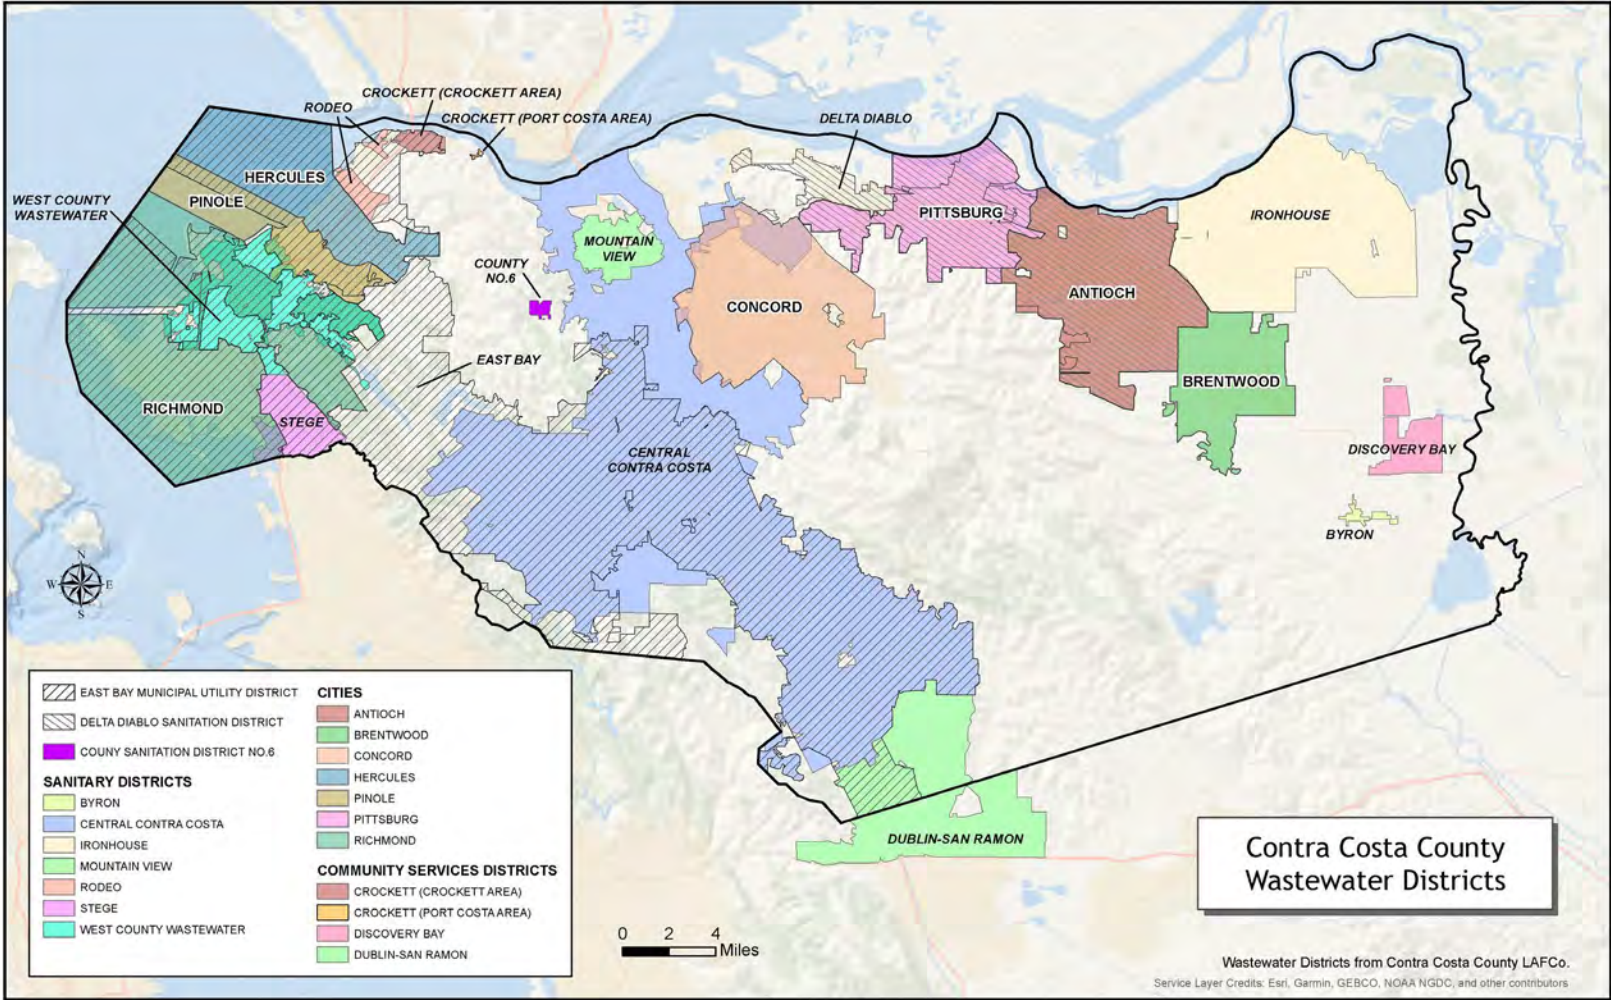 CROCKETT (CROCKETT AREA)
RODEO
CROCKETT (PORT COSTA AREA)
DELTA DIABLO
HERCULES
WEST COUNTY
WASTEWATER
PINOLE
PITTSBURG
IRONHOUSE
MOUNTAIN
VIEW
COUNTY
NO.6
CONCORD
ANTIOCH
EAST BAY
BRENTWOOD
RICHMOND
STEGE
CENTRAL
CONTRA COSTA
DISCOVERY BAY
BYRON
N
W
E
S
DUBLIN-SAN RAMON
EAST BAY MUNICIPAL UTILITY DISTRICT
DELTA DIABLO SANITATION DISTRICT
COUNY SANITATION DISTRICT NO.6
SANITARY DISTRICTS
BYRON
CENTRAL CONTRA COSTA
IRONHOUSE
MOUNTAIN VIEW
RODEO
STEGE
WEST COUNTY WASTEWATER
CITIES
ANTIOCH
BRENTWOOD
CONCORD
HERCULES
PINOLE
PITTSBURG
RICHMOND
COMMUNITY SERVICES DISTRICTS
CROCKETT (CROCKETT AREA)
CROCKETT (PORT COSTA AREA)
DISCOVERY BAY
DUBLIN-SAN RAMON
0 2 4
Miles
Contra Costa County
Wastewater Districts
Wastewater Districts from Contra Costa County LAFCo.
Service Layer Credits: Esri, Garmin, GEBCO, NOAA NGDC, and other contributors